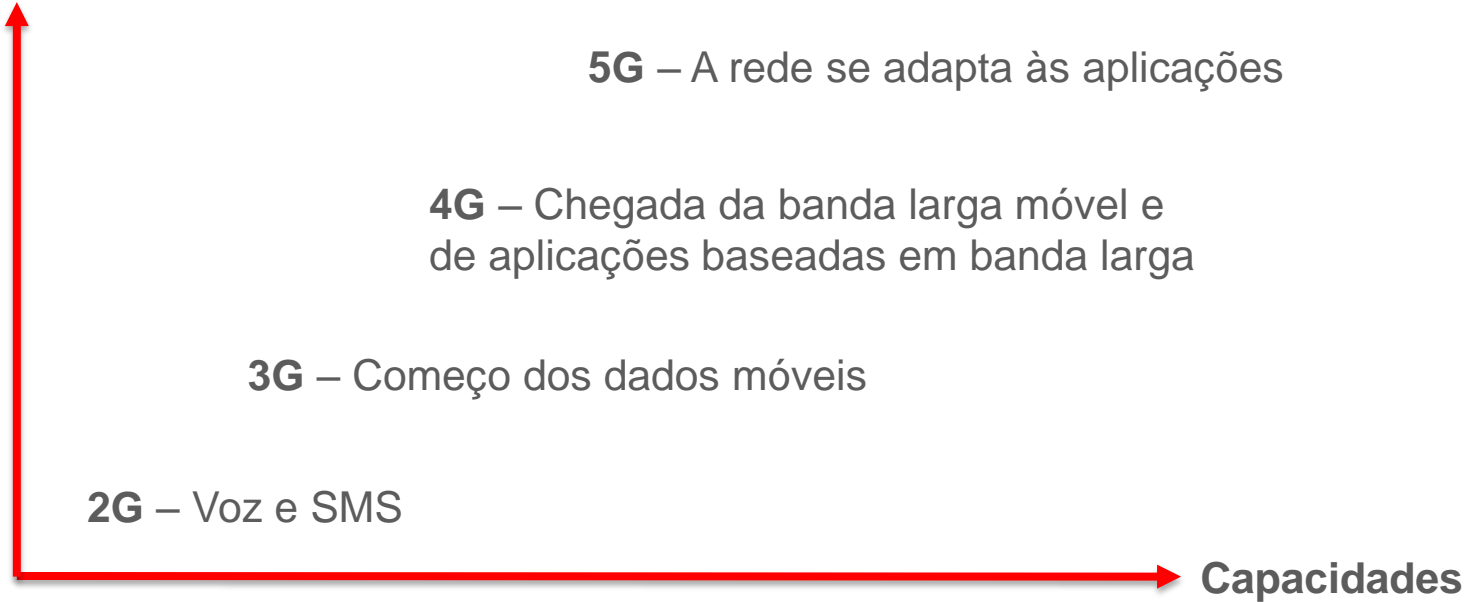 5G – A rede se adapta às aplicações
4G – Chegada da banda larga móvel e
de aplicações baseadas em banda larga
3G – Começo dos dados móveis
2G – Voz e SMS
Capacidades